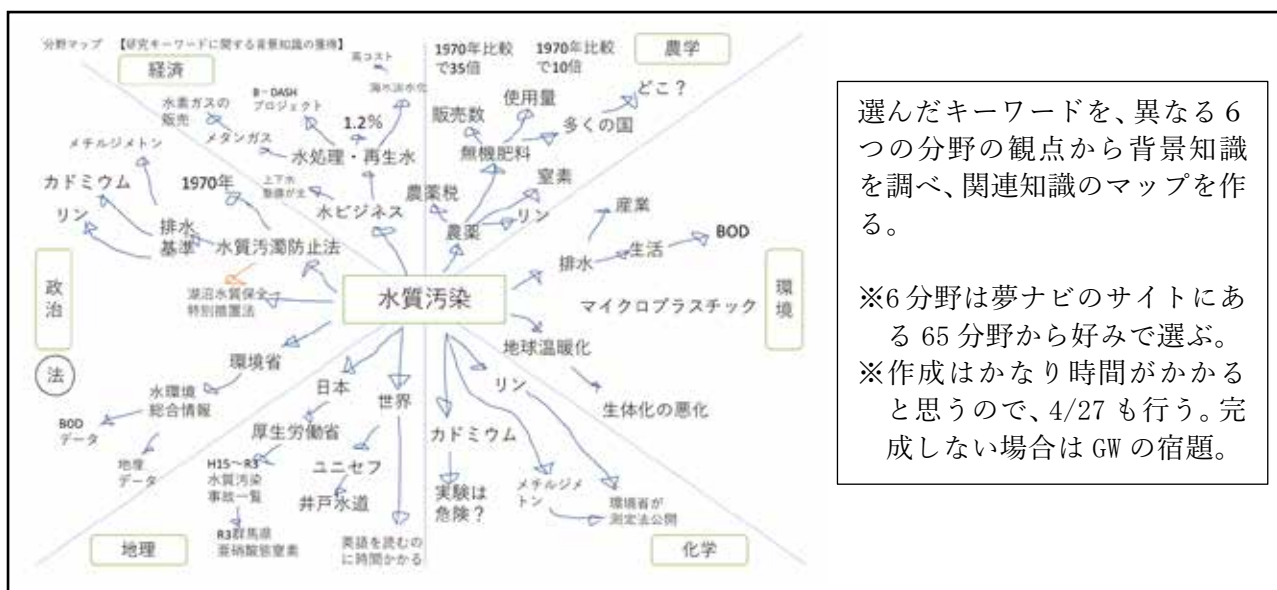 分野マップ 【研究キーワードに関する背景知識の獲得】
経済
高コスト
海水淡水化
B-DASH
プロジェクト
水素ガスの
販売
1.2%
メタンガス
水処理・再生水
上下水
水ビジネス
1970年比較
で35倍
1970年比較
で10倍
農学
どこ?
使用量
販売数
多くの国
無機肥料
窒素
農薬税
リン
農薬
メチルジメトン
カドミウム
1970年
リン
排水
基準
水質汚濁防止法
湖沼水質保全
特別措置法
政
治
法
環境省
水環境
総合情報
BOD
データ
地理
データ
水質汚染
産業
BOD
生活
排水
環
境
マイクロプラスチック
地球温暖化
生体化の悪化
日本
世界
厚生労働省
H15~R3
水質汚染
事故一覧
R3群馬県
亜硝酸態窒素
ユニセフ
井戸水道
英語を読むの
に時間かかる
地理
リン
カドミウム
実験は
危険?
メチルジメ
トン
環境省が
測定法公開
化学
選んだキーワードを、異なる6
つの分野の観点から背景知識
を調べ、関連知識のマップを作
る。
※6分野は夢ナビのサイトにあ
る65分野から好みで選ぶ。
※作成はかなり時間がかかる
と思うので、4/27も行う。完
成しない場合はGWの宿題。